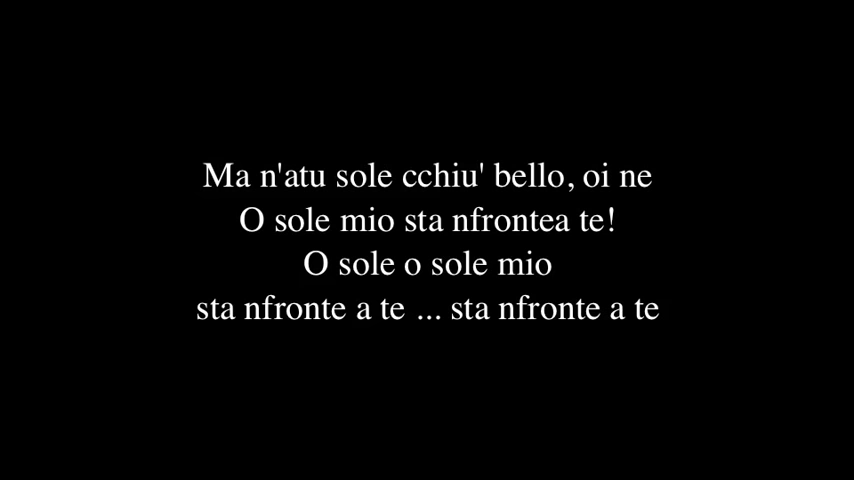 Ma n'atu sole cchiu' bello, oi ne
O sole mio sta nfrontea te!
O sole o sole mio
sta nfronte a te ... sta nfronte a te